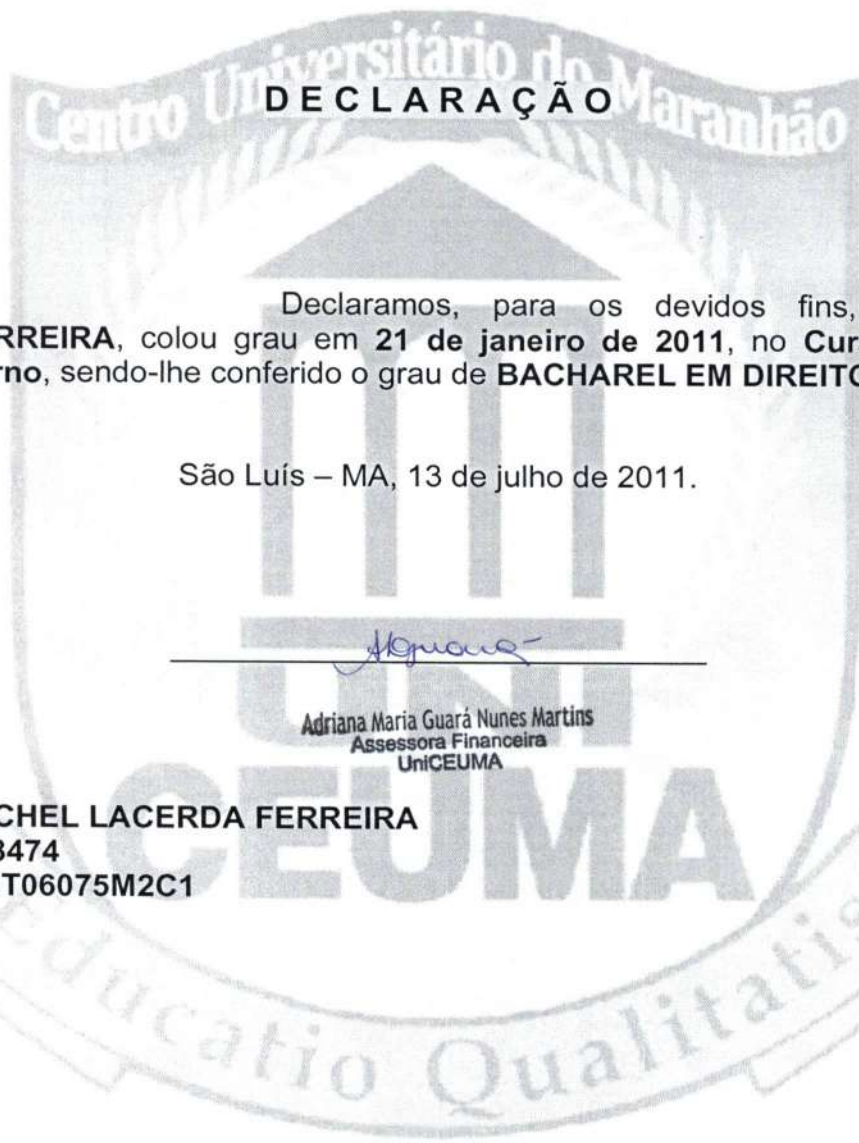 Centro Universitário do Maranhão
DECLARAÇÃO
Declaramos, para os devidos fins,
RREIRA, colou grau em 21 de janeiro de 2011, no Cur
rno, sendo-lhe conferido o grau de BACHAREL EM DIREITO
São Luís – MA, 13 de julho de 2011.
Adriana Maria Guará Nunes Martins
Assessora Financeira
UniCEUMA
CHEL LACERDA FERREIRA
3474
T06075M2C1
UNI
CEUMA
Educatio Qualitatis